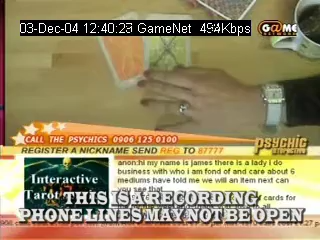 03-Dec-04 12:40:23 GameNet 494Kbps
G@ME
CALL THE PSYCHICS 0906 125 0100
PSYCHIC
REGISTER A NICKNAME SEND REG TO 87777
Interactive
Tarot
anon:hi my name is james there is a lady i do
business with who i am fond of and care about 6
mediums have told me we will an item next can
you see that
cards for
THIS IS A RECORDING
PHONE LINES MAY NOT BE OPEN